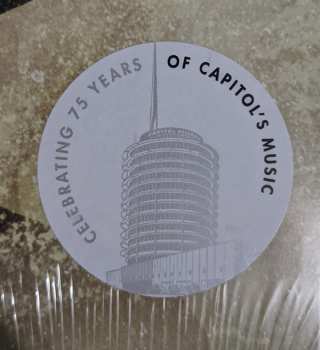 CELEBRATING 75 YEARS OF CAPITOL'S MUSIC